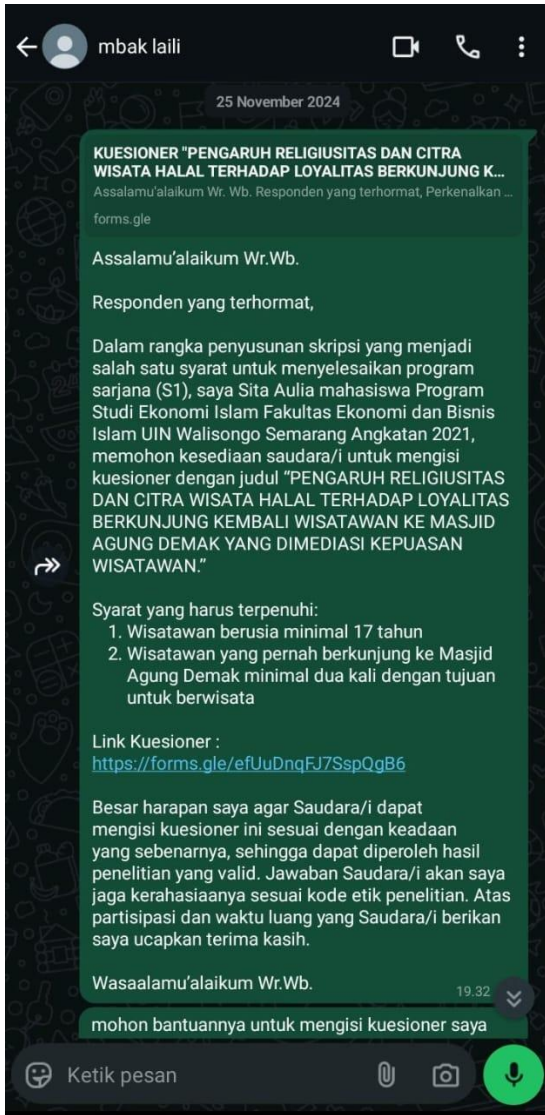 mbak laili
25 November 2024
KUESIONER "PENGARUH RELIGIUSITAS DAN CITRA
WISATA HALAL TERHADAP LOYALITAS BERKUNJUNG K...
Assalamu'alaikum Wr. Wb. Responden yang terhormat, Perkenalkan ...
forms.gle
Assalamu'alaikum Wr.Wb.
Responden yang terhormat,
Dalam rangka penyusunan skripsi yang menjadi
salah satu syarat untuk menyelesaikan program
sarjana (S1), saya Sita Aulia mahasiswa Program
Studi Ekonomi Islam Fakultas Ekonomi dan Bisnis
Islam UIN Walisongo Semarang Angkatan 2021,
memohon kesediaan saudara/i untuk mengisi
kuesioner dengan judul “PENGARUH RELIGIUSITAS
DAN CITRA WISATA HALAL TERHADAP LOYALITAS
BERKUNJUNG KEMBALI WISATAWAN KE MASJID
AGUNG DEMAK YANG DIMEDIASI KEPUASAN
WISATAWAN.”
Syarat yang harus terpenuhi:
1. Wisatawan berusia minimal 17 tahun
2. Wisatawan yang pernah berkunjung ke Masjid
Agung Demak minimal dua kali dengan tujuan
untuk berwisata
Link Kuesioner :
https://forms.gle/efUuDnqFJ7SspQgB6
Besar harapan saya agar Saudara/i dapat
mengisi kuesioner ini sesuai dengan keadaan
yang sebenarnya, sehingga dapat diperoleh hasil
penelitian yang valid. Jawaban Saudara/i akan saya
jaga kerahasiaanya sesuai kode etik penelitian. Atas
partisipasi dan waktu luang yang Saudara/i berikan
saya ucapkan terima kasih.
Wasaalamu'alaikum Wr.Wb.
19.32
mohon bantuannya untuk mengisi kuesioner saya
Ketik pesan